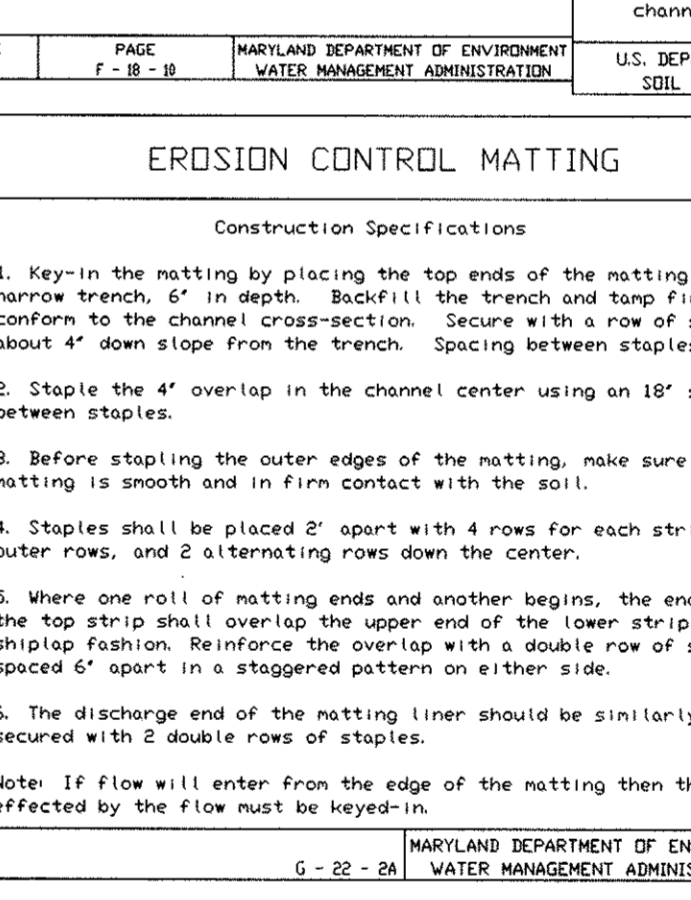 chann
PAGE MARYLAND DEPARTMENT OF ENVIRONMENT
F - 18 - 10 WATER MANAGEMENT ADMINISTRATION
U.S. DEP
SOIL
EROSION CONTROL MATTING
Construction Specifications
1. Key-in the matting by placing the top ends of the matting
narrow trench, 6" in depth. Backfill the trench and tamp fi
conform to the channel cross-section. Secure with a row of s
about 4" down slope from the trench. Spacing between staples
2. Staple the 4" overlap in the channel center using an 18" s
between staples.
3. Before stapling the outer edges of the matting, make sure
matting is smooth and in firm contact with the soil.
4. Staples shall be placed 2' apart with 4 rows for each stri
outer rows, and 2 alternating rows down the center.
5. Where one roll of matting ends and another begins, the end
the top strip shall overlap the upper end of the lower strip
shiplap fashion. Reinforce the overlap with a double row of s
spaced 6" apart in a staggered pattern on either side.
6. The discharge end of the matting liner should be similarly
secured with 2 double rows of staples.
Note: If flow will enter from the edge of the matting then th
effected by the flow must be keyed-in.
G - 22 - 2A MARYLAND DEPARTMENT OF EN
WATER MANAGEMENT ADMINIS